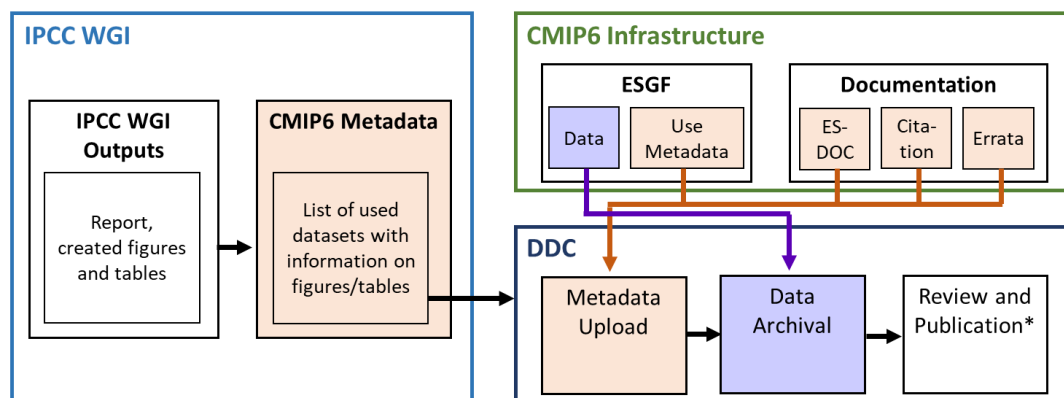 IPCC WGI
IPCC WGI
Outputs
Report,
created figures
and tables
CMIP6 Metadata
List of used
datasets with
information on
figures/tables
CMIP6 Infrastructure
ESGF
Data
Use
Metadata
Documentation
ES-
DOC
Cita-
tion
Errata
DDC
Metadada
Upload
Data
Archival
Review and
Publication*